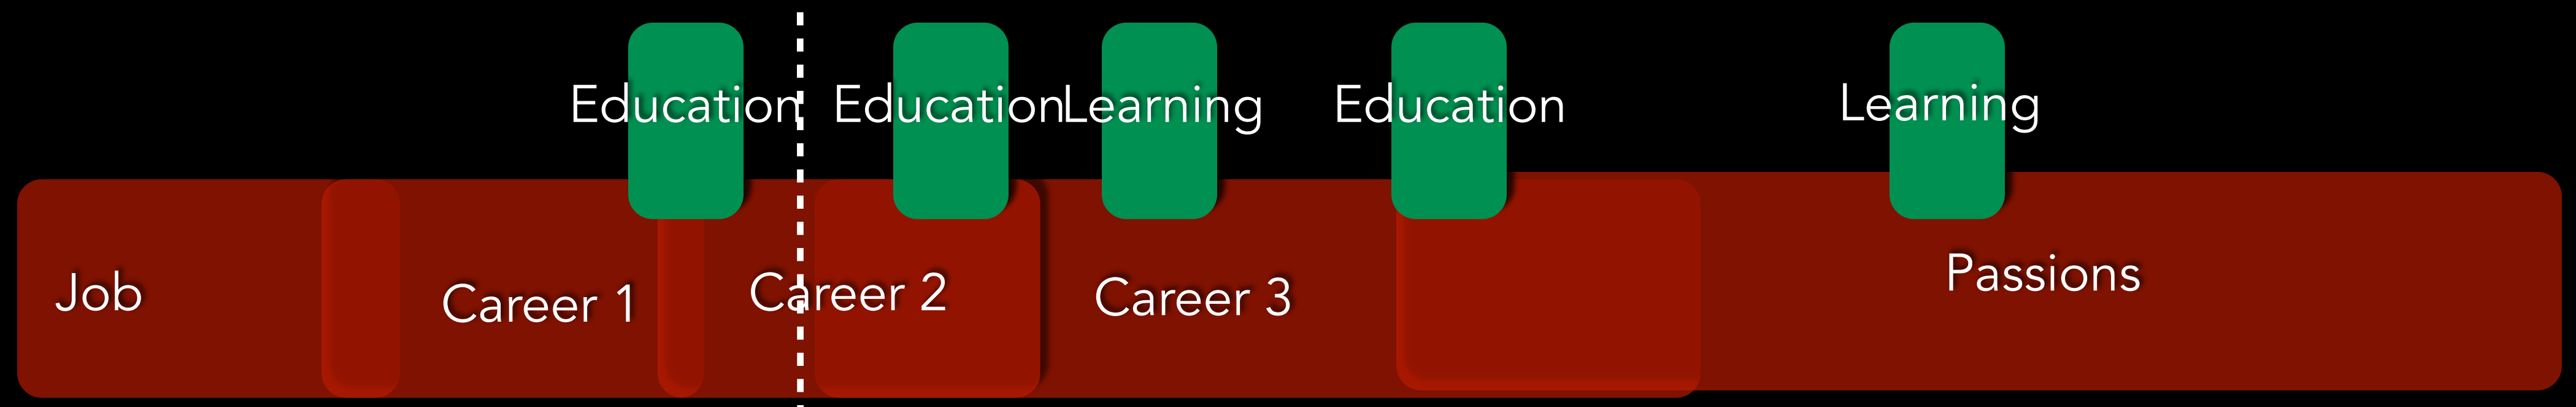 Education
Education
Learning
Education
Learning
Job
Career 1
Career 2
Career 3
Passions